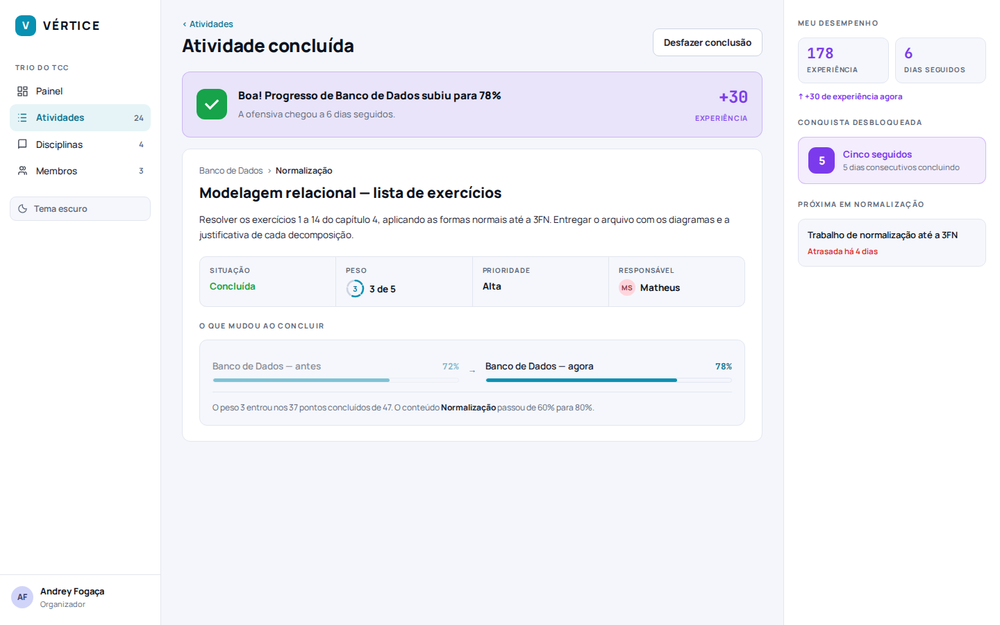 V VÉRTICE
TRIO DO TCC
Painel
Atividades 24
Disciplinas 4
Membros 3
Tema escuro
AF
Andrey Fogaça
Organizador
‹ Atividades
Atividade concluída
Desfazer conclusão
Boa! Progresso de Banco de Dados subiu para 78%
A ofensiva chegou a 6 dias seguidos.
+30
EXPERIÊNCIA
Banco de Dados › Normalização
Modelagem relacional — lista de exercícios
Resolver os exercícios 1 a 14 do capítulo 4, aplicando as formas normais até a 3FN. Entregar o arquivo com os diagramas e a
justificativa de cada decomposição.
SITUAÇÃO
Concluída
PESO
3 3 de 5
PRIORIDADE
Alta
RESPONSÁVEL
MS Matheus
O QUE MUDOU AO CONCLUIR
Banco de Dados — antes 72%
→
Banco de Dados — agora 78%
O peso 3 entrou nos 37 pontos concluídos de 47. O conteúdo Normalização passou de 60% para 80%.
MEU DESEMPENHO
178
EXPERIÊNCIA
6
DIAS SEGUIDOS
↑ +30 de experiência agora
CONQUISTA DESBLOQUEADA
5
Cinco seguidos
5 dias consecutivos concluindo
PRÓXIMA EM NORMALIZAÇÃO
Trabalho de normalização até a 3FN
Atrasada há 4 dias